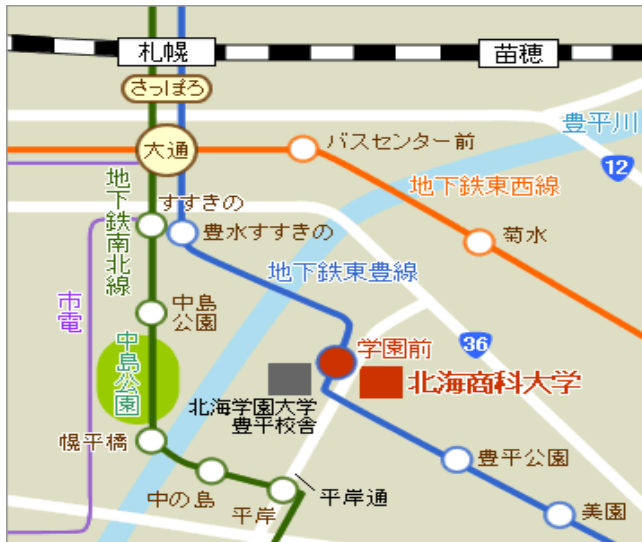 札幌
苗穂
さっぽろ
大通
バスセンター前
豊平川
12
地下鉄東西線
地下鉄南北線
すすきの
豊水すすきの
菊水
地下鉄東豊線
市電
中島
公園
中島公園
学園前
36
北海商科大学
北海学園大学
豊平校舎
幌平橋
豊平公園
中の島
平岸
平岸通
美園